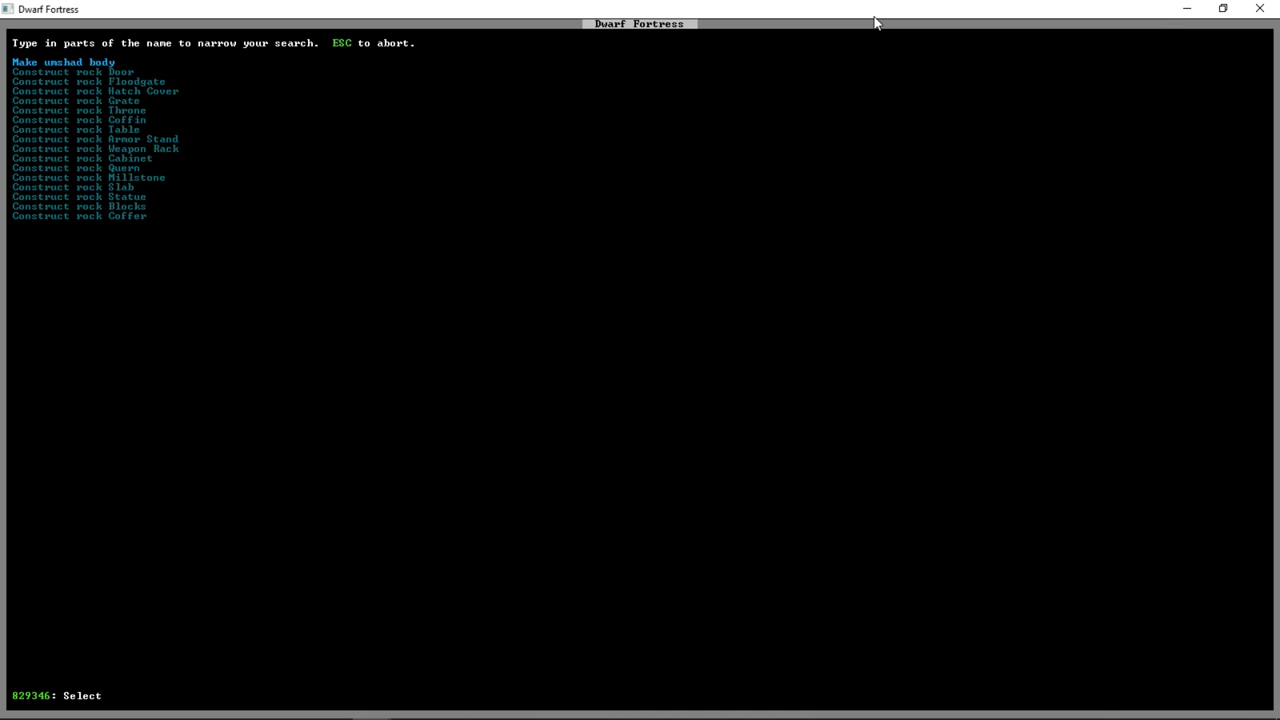 Dwarf Fortress
Dwarf Fortress
Type in parts of the name to narrow your search. ESC to abort.
Make umshad body
Construct rock Door
Construct rock Floodgate
Construct rock Hatch Cover
Construct rock Grate
Construct rock Throne
Construct rock Coffin
Construct rock Table
Construct rock Armor Stand
Construct rock Weapon Rack
Construct rock Cabinet
Construct rock Quern
Construct rock Millstone
Construct rock Slab
Construct rock Statue
Construct rock Blocks
Construct rock Coffer
829346: Select